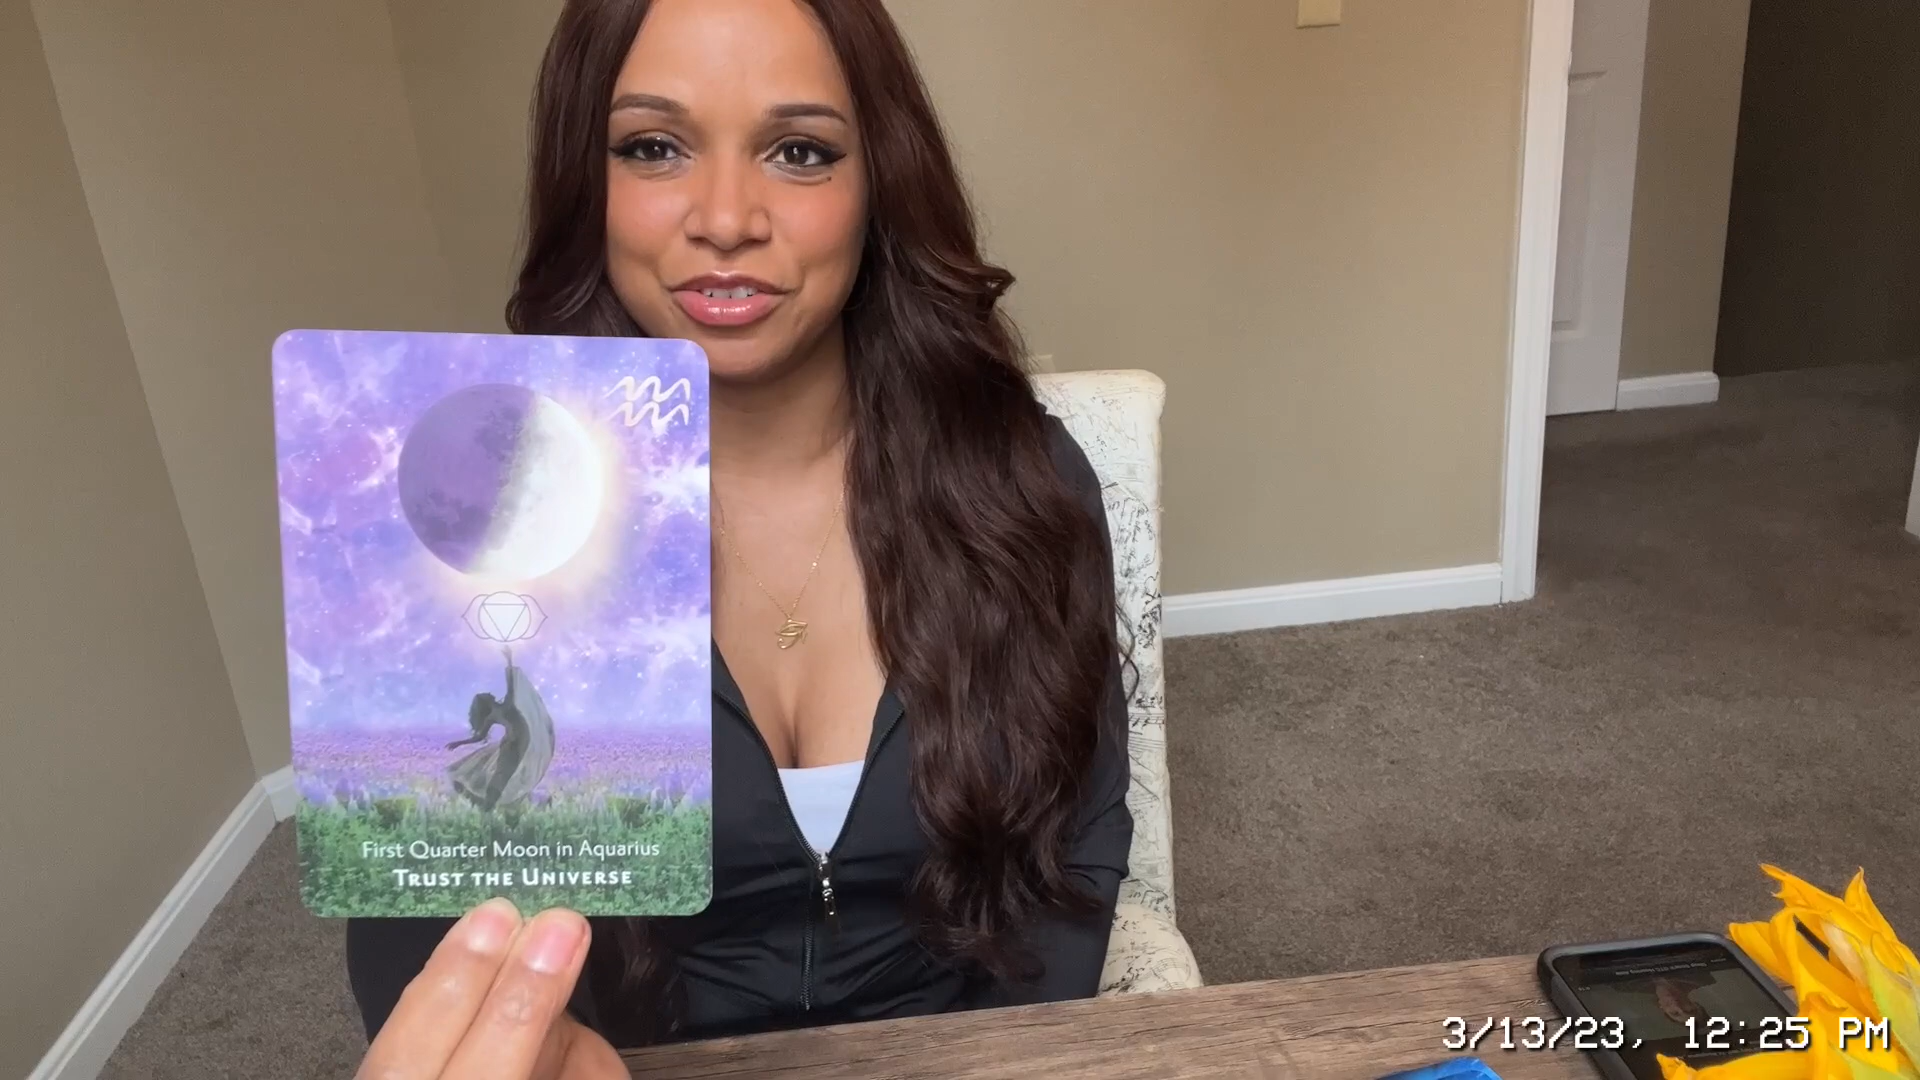 First Quarter Moon in Aquarius
TRUST THE UNIVERSE
3/13/23, 12:25 PM